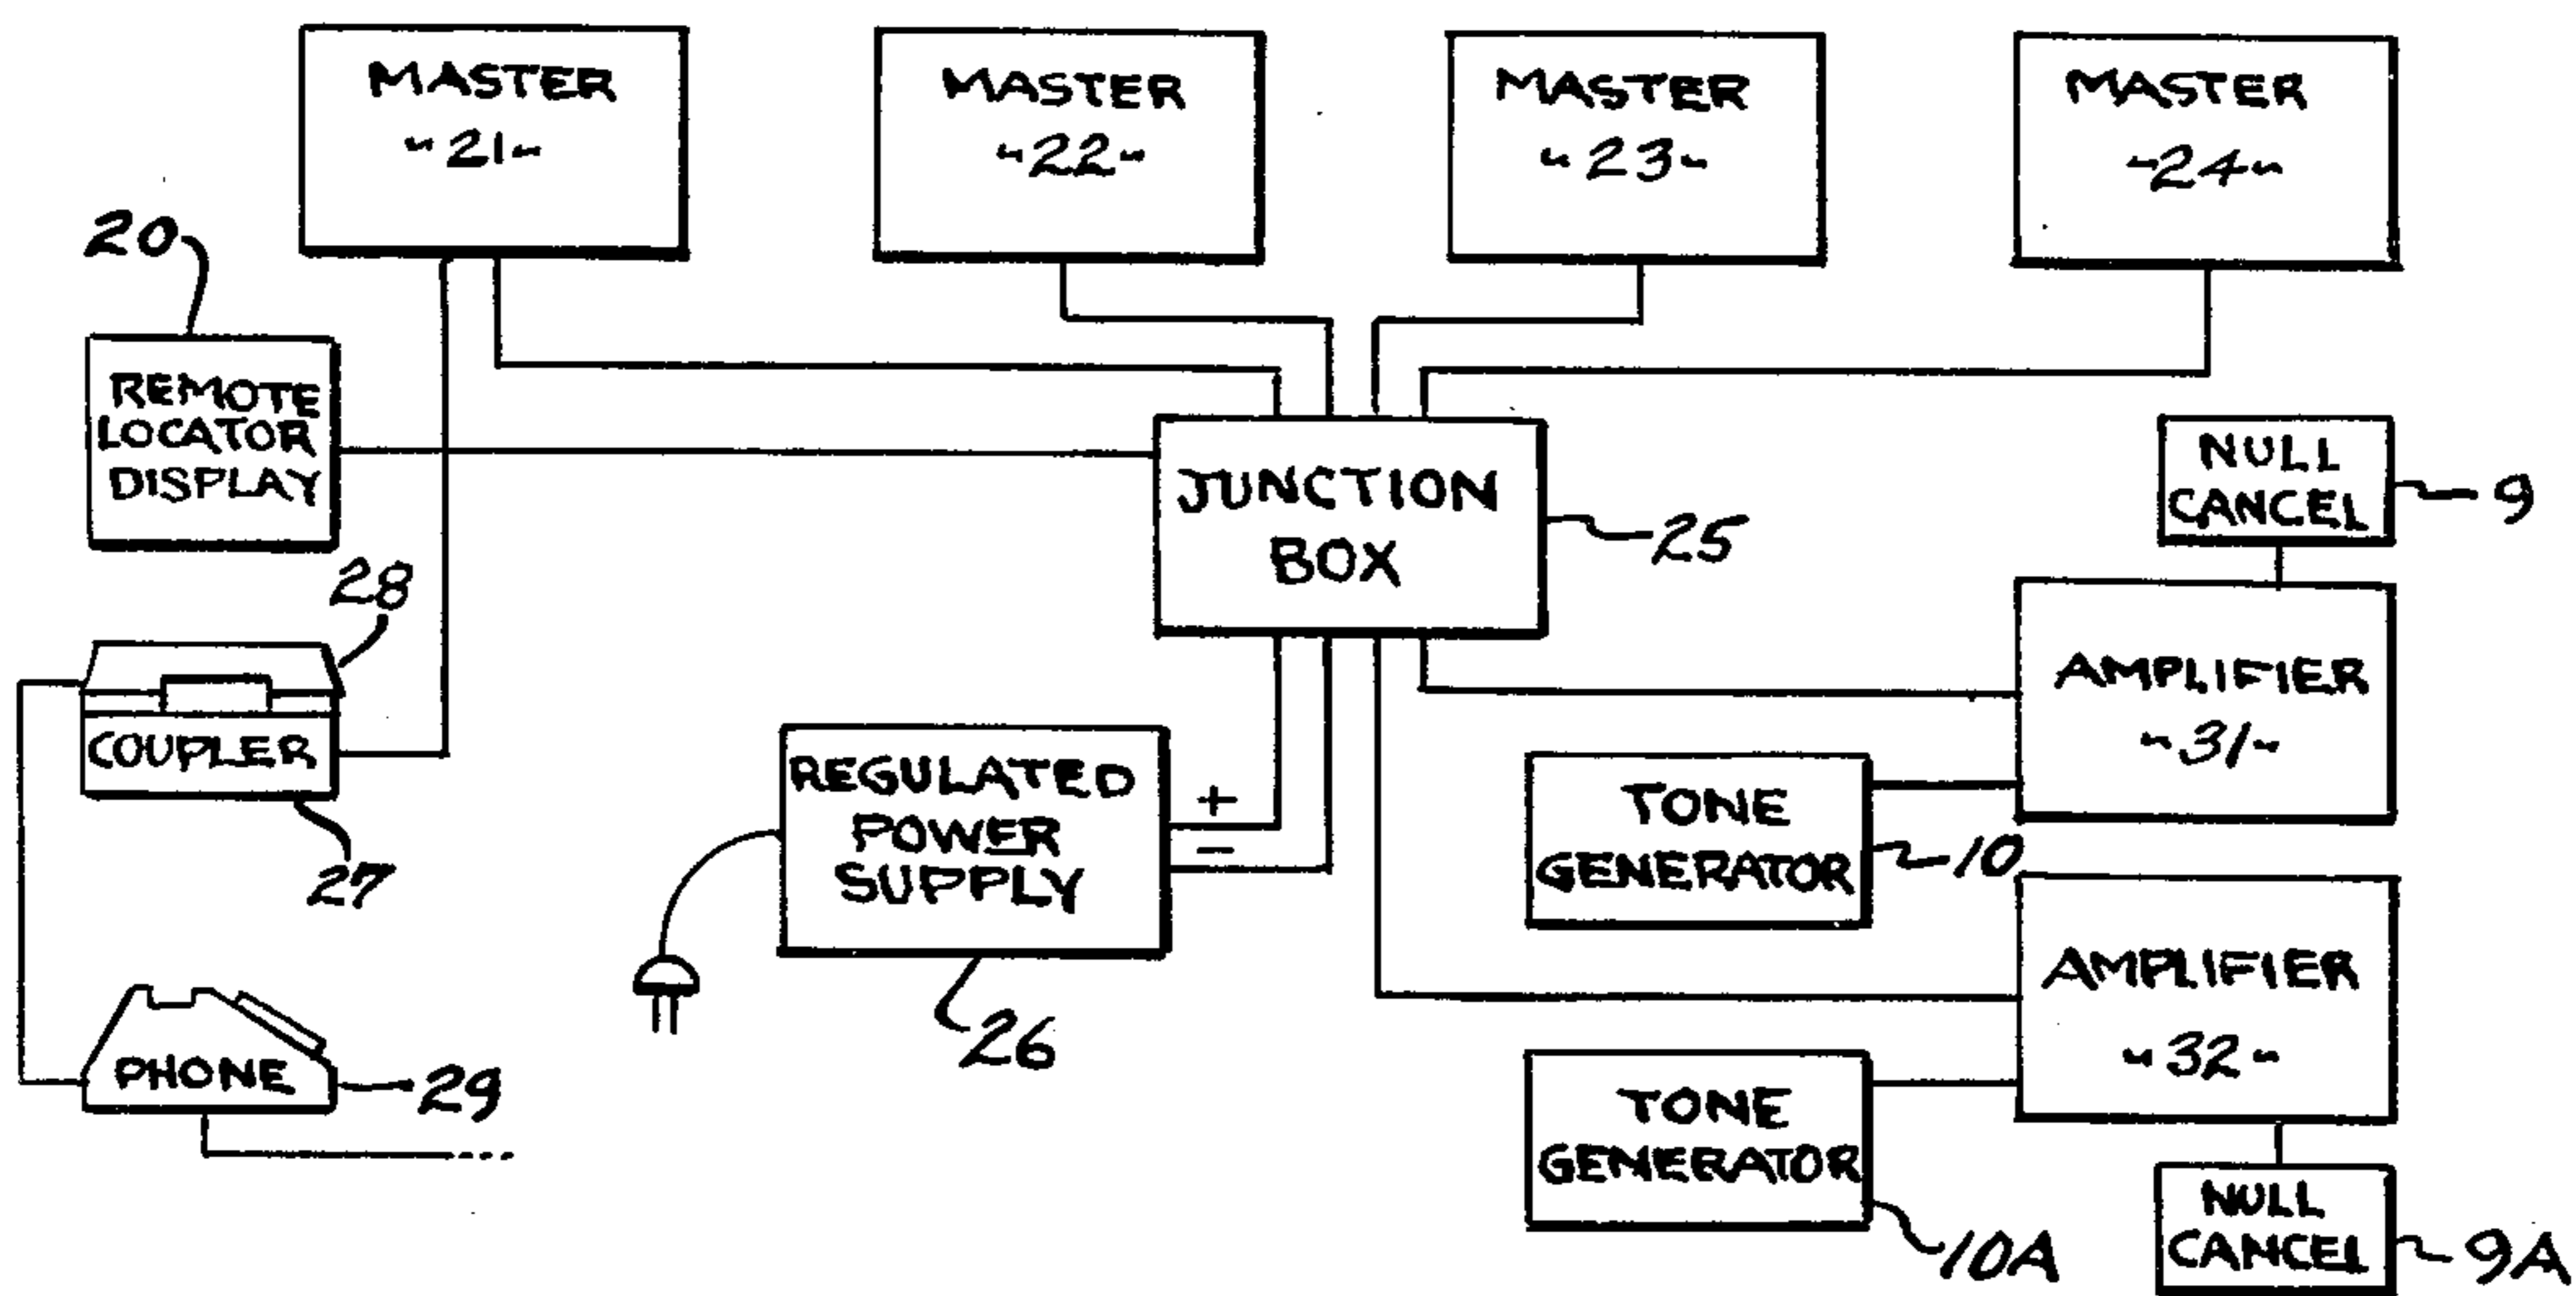 MASTER
-21-
MASTER
-22-
MASTER
-23-
MASTER
-24-
20
REMOTE
LOCATOR
DISPLAY
JUNCTION
BOX
25
NULL
CANCEL
9
28
COUPLER
27
AMPLIFIER
-31-
REGULATED
POWER
SUPPLY
+
-
26
TONE
GENERATOR
10
PHONE
29
AMPLIFIER
-32-
TONE
GENERATOR
10A
NULL
CANCEL
9A